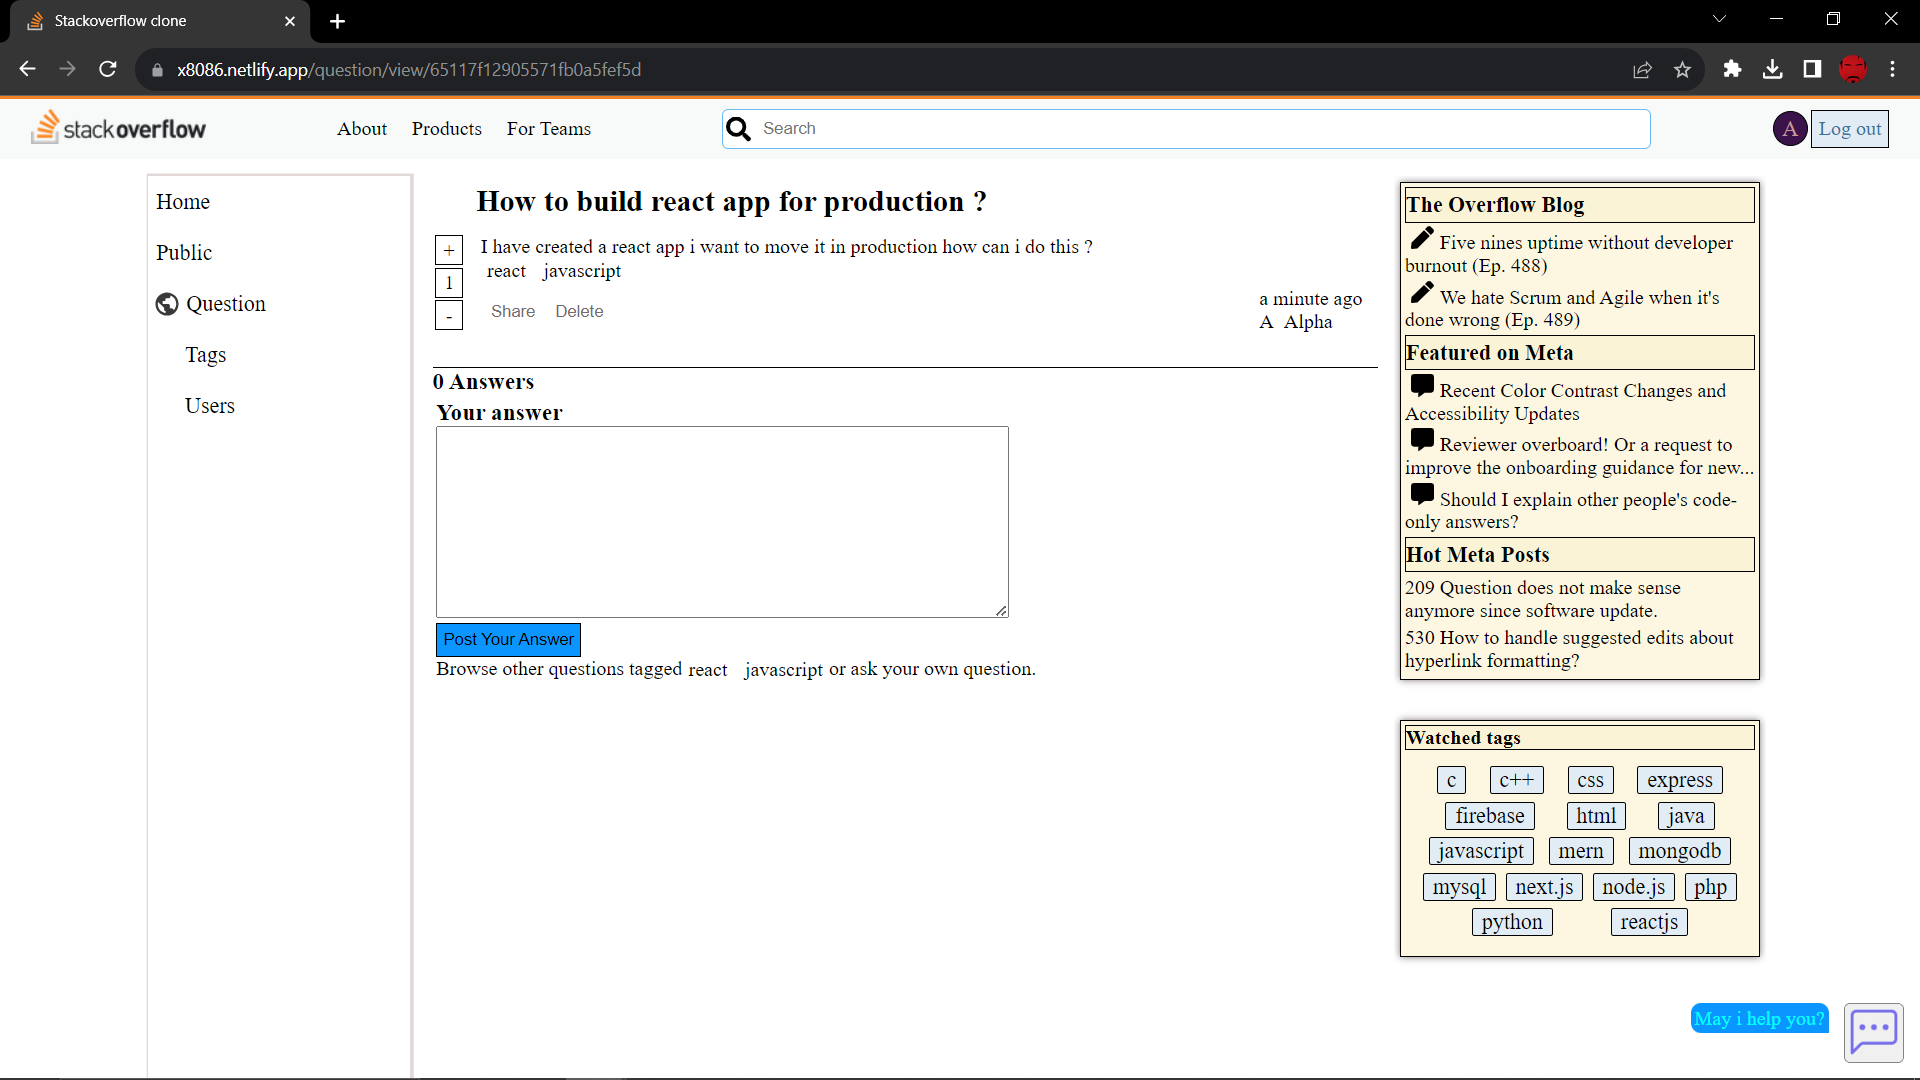 Stackoverflow clone
x8086.netlify.app/question/view/65117f12905571fb0a5fef5d
stackoverflow
About Products For Teams
Search
A
Log out
Home
Public
Question
Tags
Users
How to build react app for production ?
+
1
-
I have created a react app i want to move it in production how can i do this ?
react javascript
Share Delete
a minute ago
A Alpha
0 Answers
Your answer
Post Your Answer
Browse other questions tagged react javascript or ask your own question.
The Overflow Blog
Five nines uptime without developer
burnout (Ep. 488)
We hate Scrum and Agile when it's
done wrong (Ep. 489)
Featured on Meta
Recent Color Contrast Changes and
Accessibility Updates
Reviewer overboard! Or a request to
improve the onboarding guidance for new...
Should I explain other people's code-
only answers?
Hot Meta Posts
209 Question does not make sense
anymore since software update.
530 How to handle suggested edits about
hyperlink formatting?
Watched tags
c c++ css express
firebase html java
javascript mern mongodb
mysql next.js node.js php
python reactjs
May i help you?